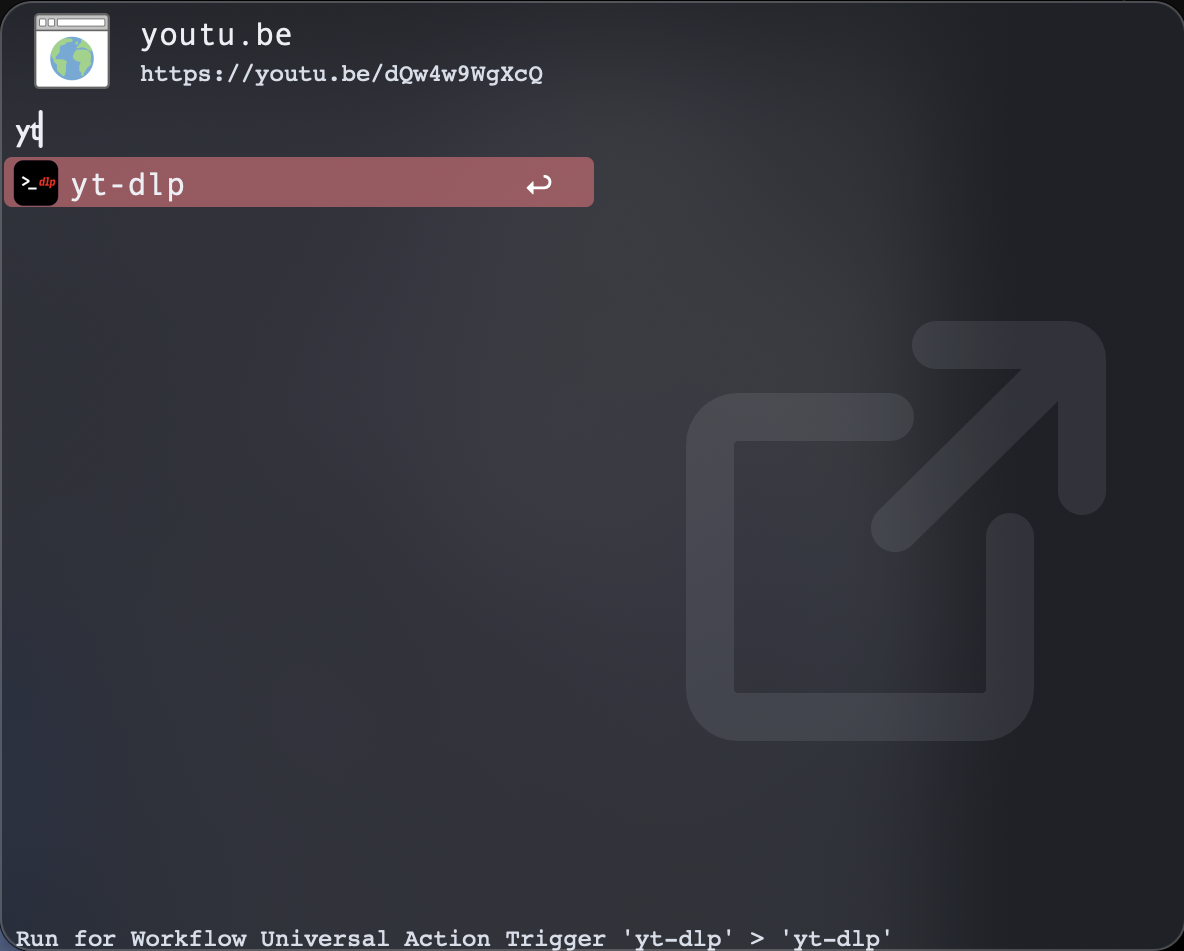 youtu.be
https://youtu.be/dQw4w9WgXcQ
yt
>_ dlp yt-dlp
Run for Workflow Universal Action Trigger 'yt-dlp' > 'yt-dlp'